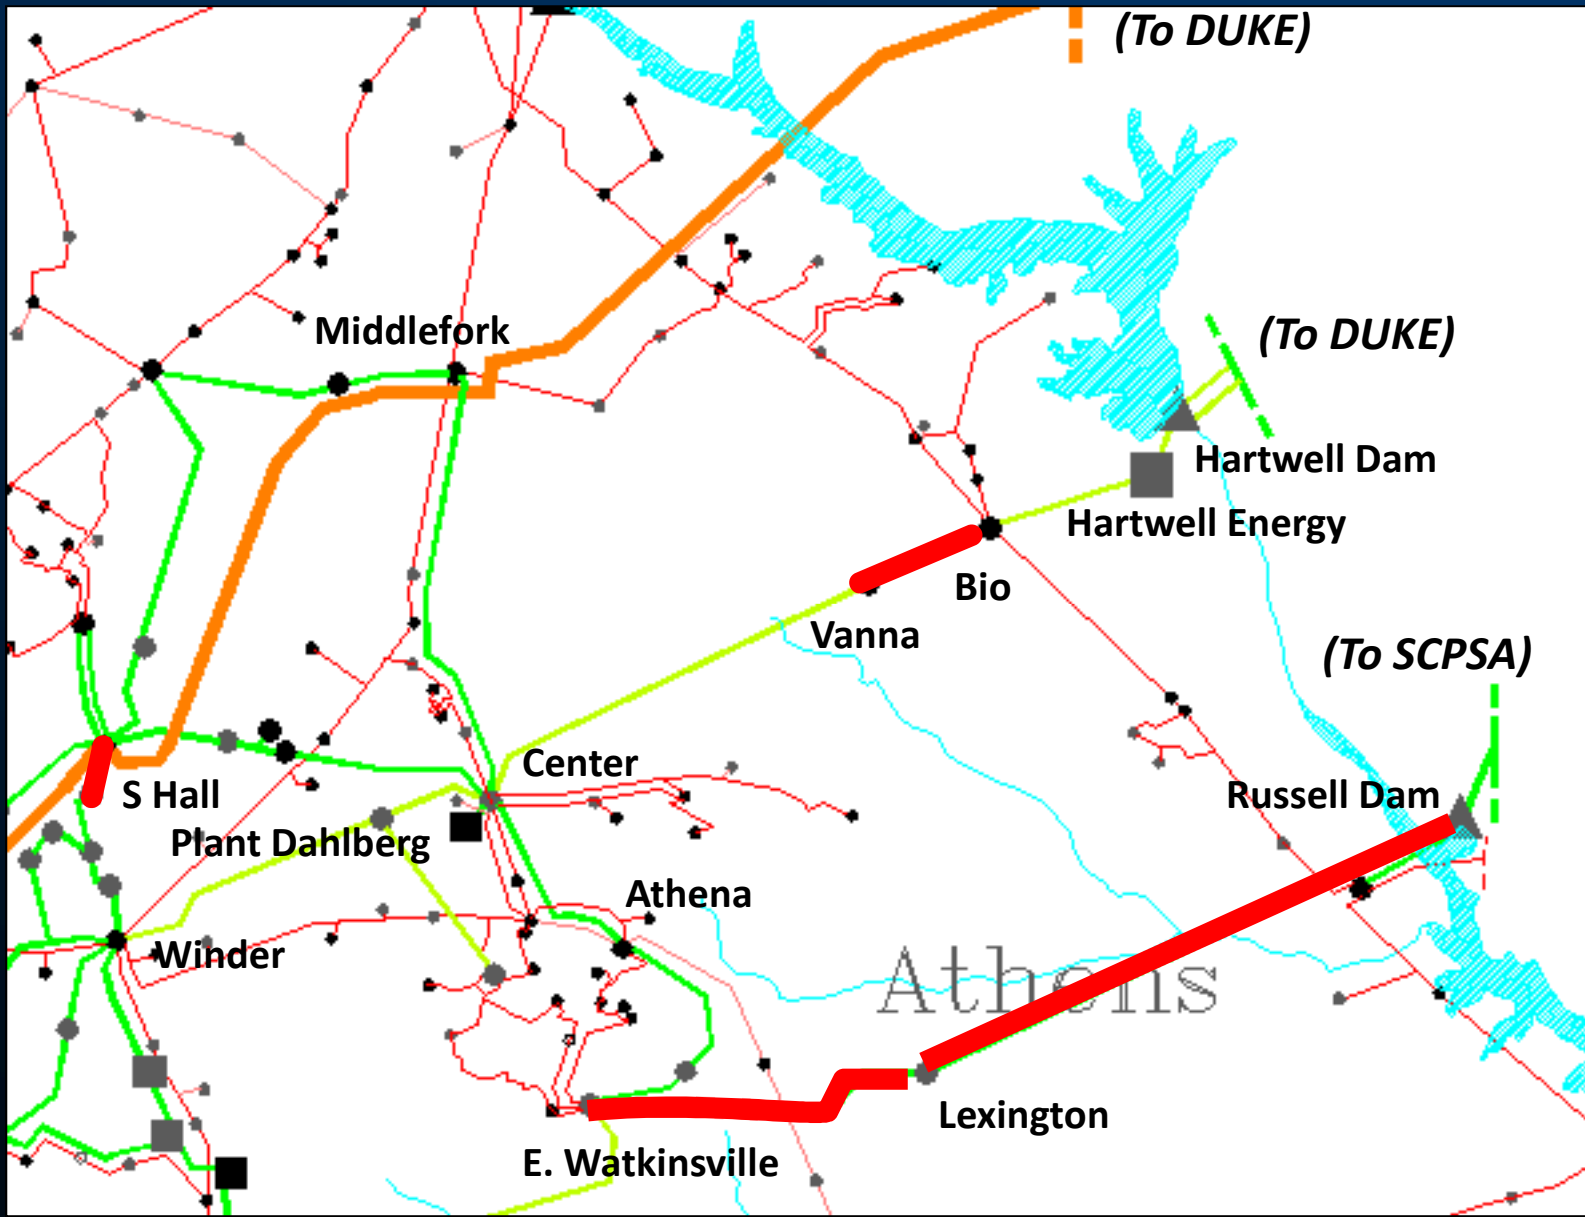 (To DUKE)
Middlefork
(To DUKE)
Hartwell Dam
Hartwell Energy
Bio
Vanna
(To SCPSA)
Center
S Hall
Russell Dam
Plant Dahlberg
Athena
Winder
Athens
Lexington
E. Watkinsville